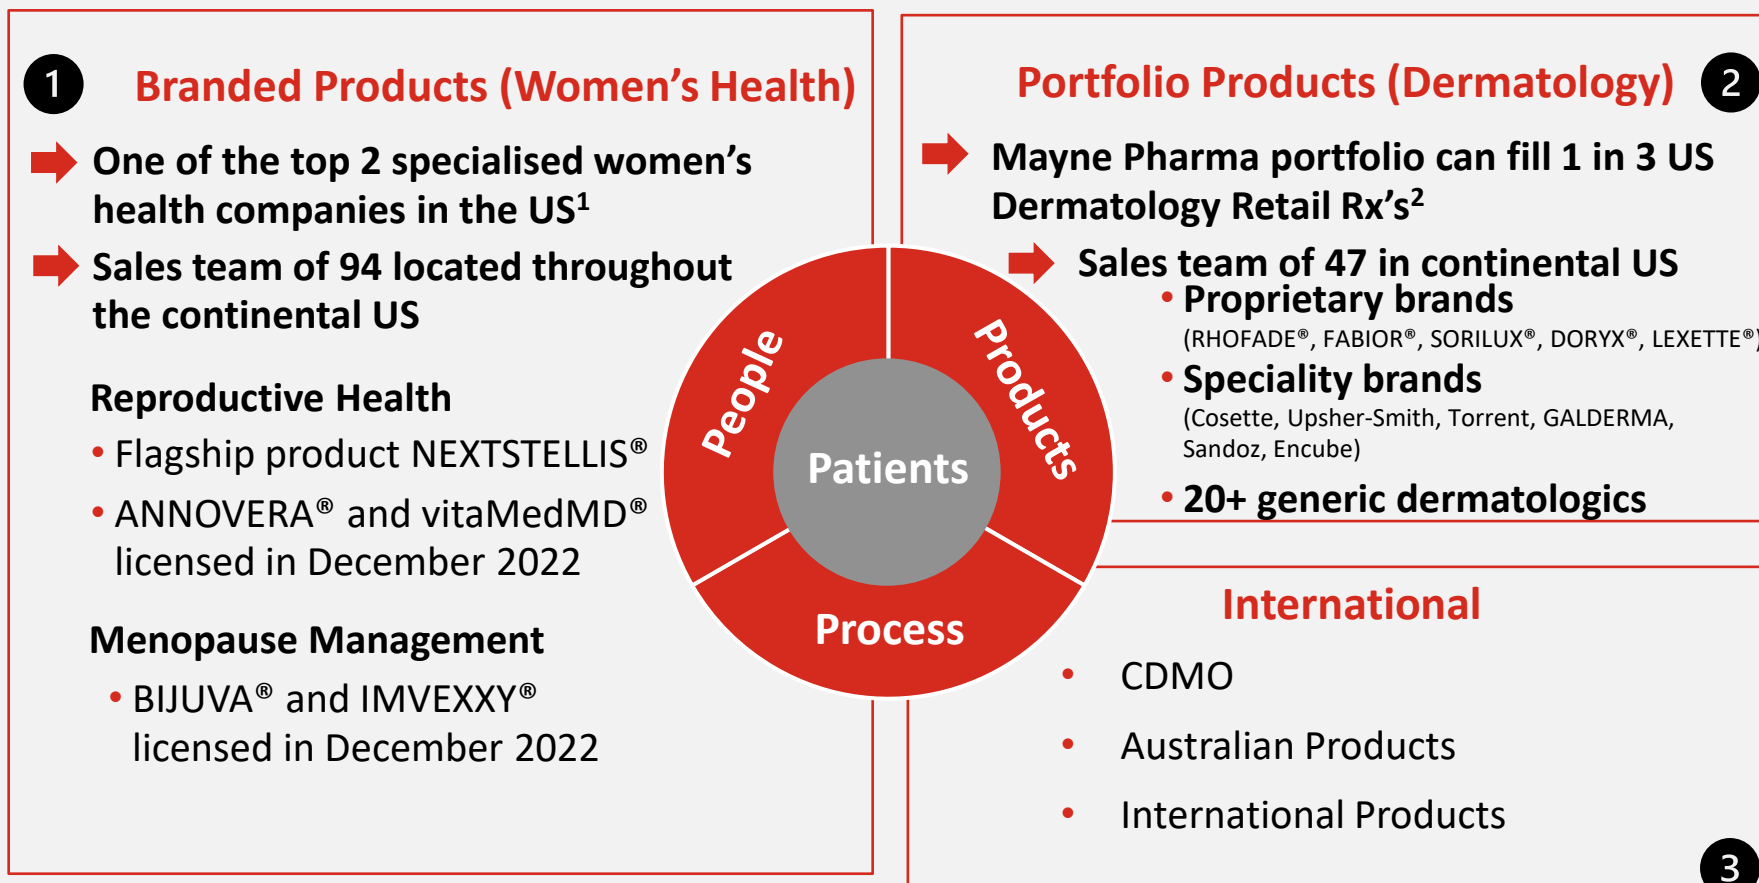 1
Branded Products (Women’s Health)
One of the top 2 specialised women’s
health companies in the US¹
Sales team of 94 located throughout
the continental US
Reproductive Health
• Flagship product NEXTSTELLIS®
• ANNOVERA® and vitaMedMD®
licensed in December 2022
Menopause Management
• BIJUVA® and IMVEXXY®
licensed in December 2022
People
Products
Process
Patients
Portfolio Products (Dermatology)
2
Mayne Pharma portfolio can fill 1 in 3 US
Dermatology Retail Rx’s²
Sales team of 47 in continental US
• Proprietary brands
(RHOFADE®, FABIOR®, SORILUX®, DORYX®, LEXETTE®)
• Speciality brands
(Cosette, Upsher-Smith, Torrent, GALDERMA,
Sandoz, Encube)
• 20+ generic dermatologics
International
• CDMO
• Australian Products
• International Products
3